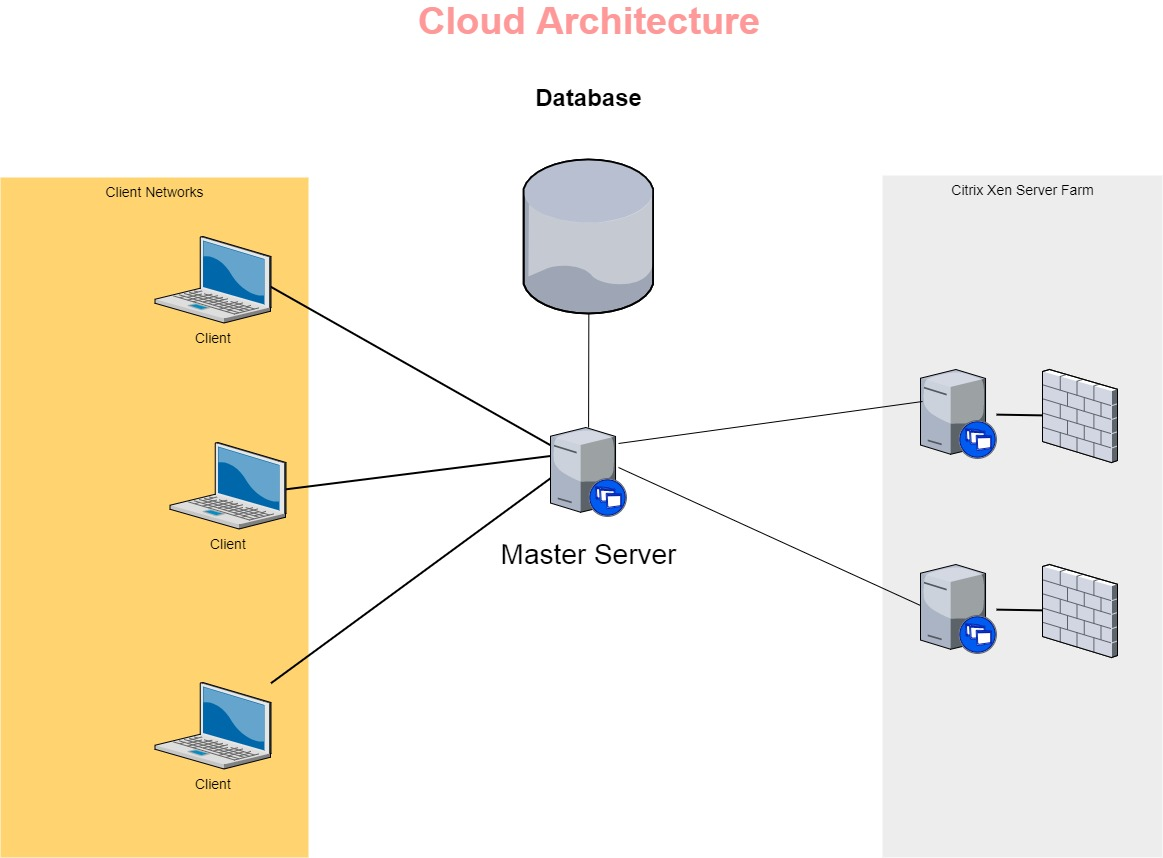 Cloud Architecture
Database
Client Networks
Citrix Xen Server Farm
Client
Client
Master Server
Client